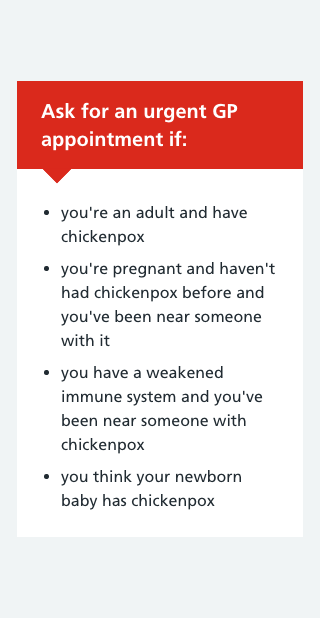 Ask for an urgent GP
appointment if:
• you're an adult and have
chickenpox
• you're pregnant and haven't
had chickenpox before and
you've been near someone
with it
• you have a weakened
immune system and you've
been near someone with
chickenpox
• you think your newborn
baby has chickenpox